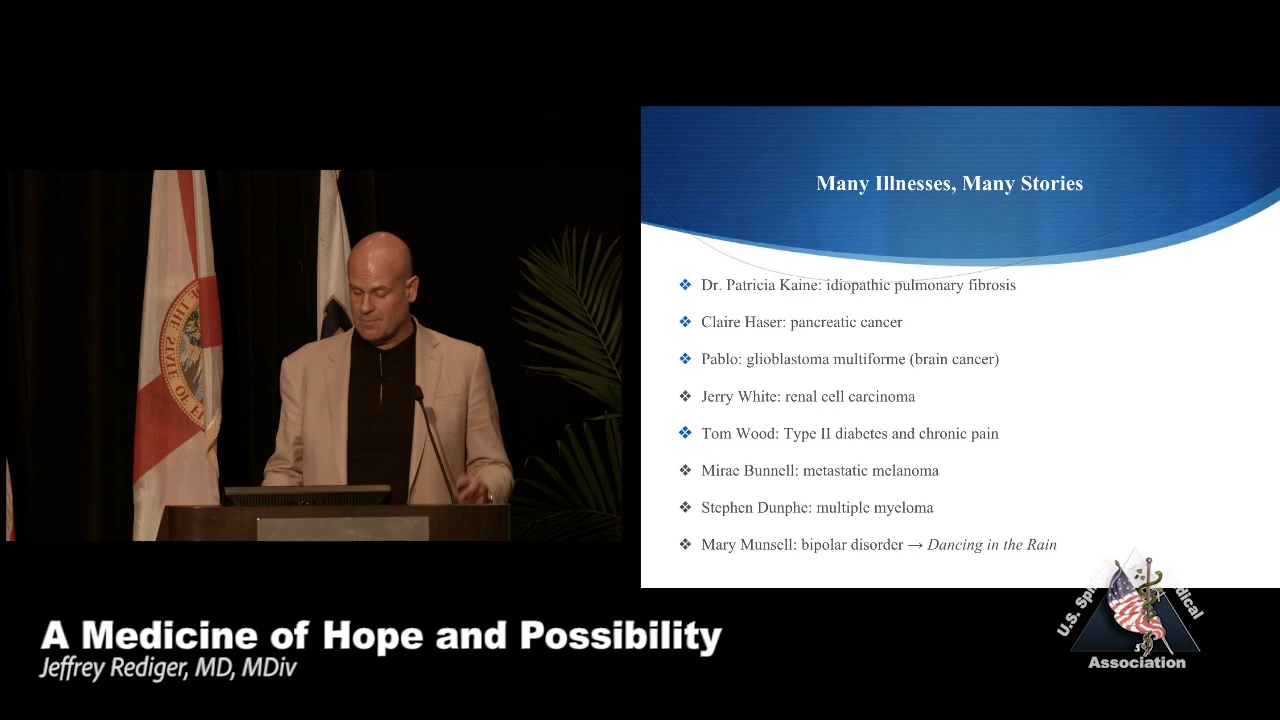 Many Illnesses, Many Stories
❖ Dr. Patricia Kaine: idiopathic pulmonary fibrosis
❖ Claire Haser: pancreatic cancer
❖ Pablo: glioblastoma multiforme (brain cancer)
❖ Jerry White: renal cell carcinoma
❖ Tom Wood: Type II diabetes and chronic pain
❖ Mirae Bunnell: metastatic melanoma
❖ Stephen Dunphe: multiple myeloma
❖ Mary Munsell: bipolar disorder → Dancing in the Rain
THE STATE OF
A Medicine of Hope and Possibility
Jeffrey Rediger, MD, MDiv
U.S.
Association